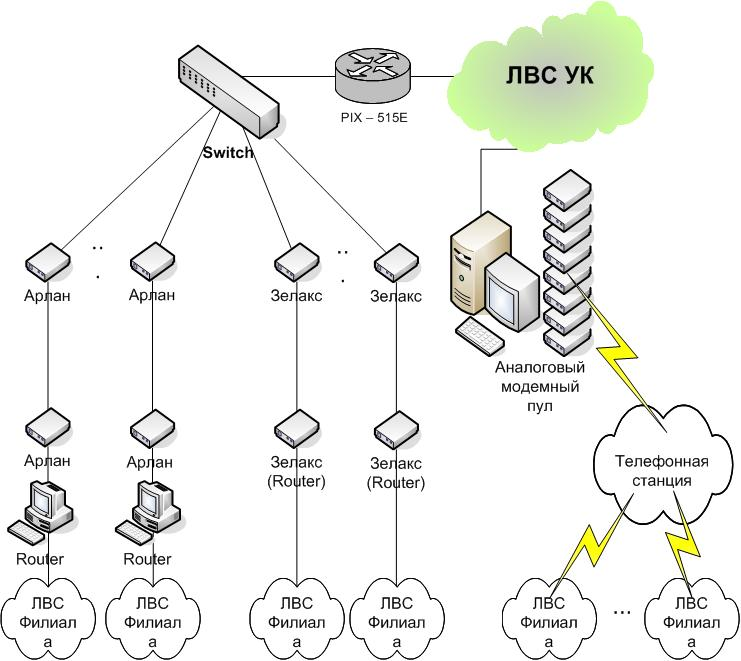 ЛВС УК
PIX – 515E
Switch
..
.
..
.
Арлан
Арлан
Зелакс
Зелакс
Аналоговый
модемный
пул
Арлан
Арлан
Зелакс
(Router)
Зелакс
(Router)
Телефонная
станция
Router
Router
ЛВС
Филиал
а
ЛВС
Филиал
а
ЛВС
Филиал
а
ЛВС
Филиал
а
ЛВС
Филиал
а
...
ЛВС
Филиал
а